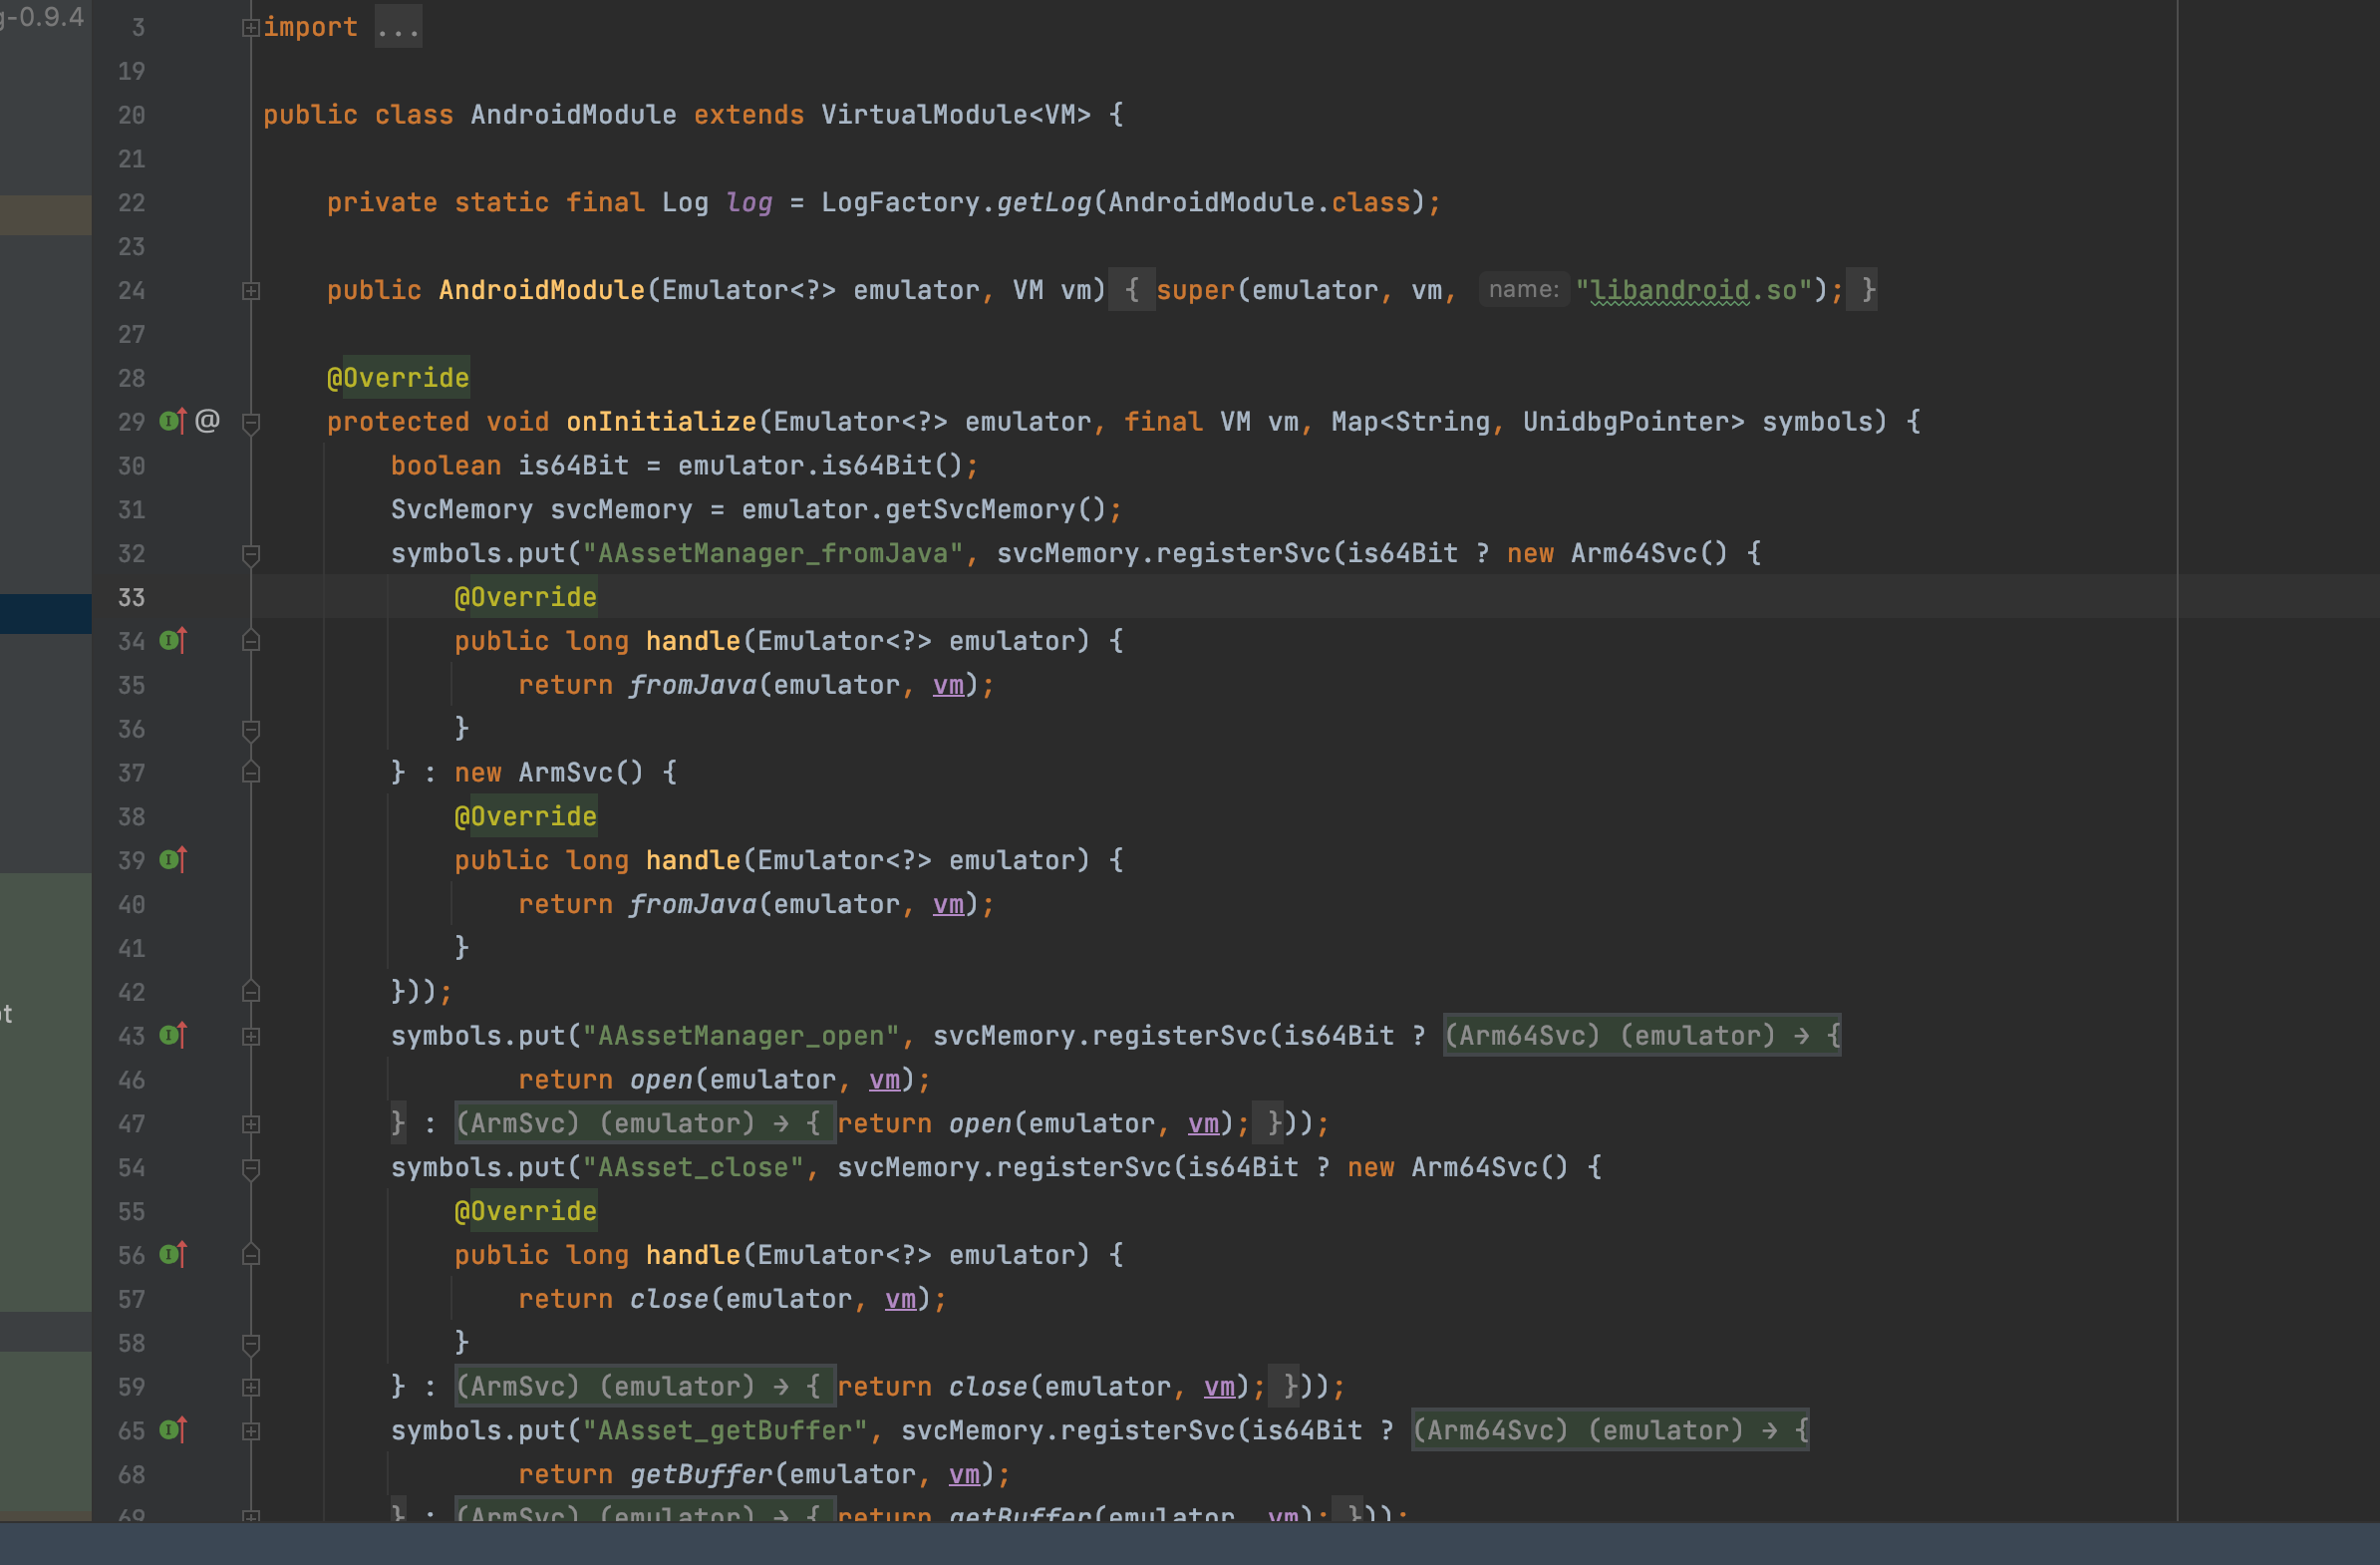 g-0.9.4
3 import ...
19
20 public class AndroidModule extends VirtualModule<VM> {
21
22 private static final Log log = LogFactory.getLog(AndroidModule.class);
23
24 public AndroidModule(Emulator<?> emulator, VM vm) { super(emulator, vm, name: "libandroid.so"); }
27
28 @Override
29 @ protected void onInitialize(Emulator<?> emulator, final VM vm, Map<String, UnidbgPointer> symbols) {
30 boolean is64Bit = emulator.is64Bit();
31 SvcMemory svcMemory = emulator.getSvcMemory();
32 symbols.put("AAssetManager_fromJava", svcMemory.registerSvc(is64Bit ? new Arm64Svc() {
33 @Override
34 public long handle(Emulator<?> emulator) {
35 return fromJava(emulator, vm);
36 }
37 } : new ArmSvc() {
38 @Override
39 public long handle(Emulator<?> emulator) {
40 return fromJava(emulator, vm);
41 }
42 }));
43 symbols.put("AAssetManager_open", svcMemory.registerSvc(is64Bit ? (Arm64Svc) (emulator) → {
46 return open(emulator, vm);
47 } : (ArmSvc) (emulator) → { return open(emulator, vm); }));
54 symbols.put("AAsset_close", svcMemory.registerSvc(is64Bit ? new Arm64Svc() {
55 @Override
56 public long handle(Emulator<?> emulator) {
57 return close(emulator, vm);
58 }
59 } : (ArmSvc) (emulator) → { return close(emulator, vm); }));
65 symbols.put("AAsset_getBuffer", svcMemory.registerSvc(is64Bit ? (Arm64Svc) (emulator) → {
68 return getBuffer(emulator, vm);
69 } : (ArmSvc) (emulator) → { return getBuffer(emulator, vm); }));